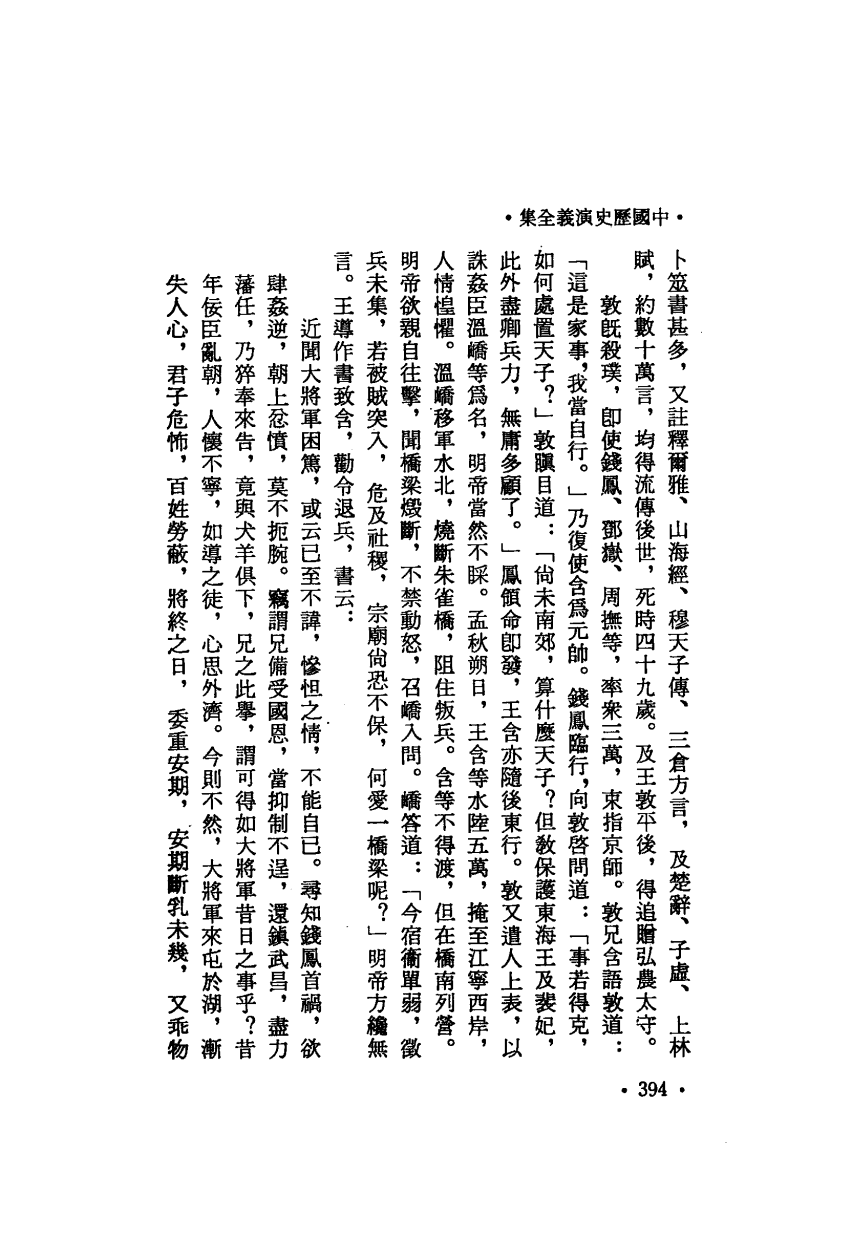 •中國歷史演義全集•
卜筮書甚多，又註釋爾雅、山海經、穆天子傳、三倉方言，及楚辭、子虛、上林
賦，約數十萬言，均得流傳後世，死時四十九歲。及王敦平後，得追贈弘農太守。
敦既殺璞，卽使錢鳳、鄧嶽、周撫等，率衆三萬，東指京師。敦兄含語敦道：
「這是家事，我當自行。」乃復使含爲元帥。錢鳳臨行，向敦啓問道：「事若得克，
如何處置天子？」敦瞋目道：「尙未南郊，算什麼天子？但敎保護東海王及裴妃，
此外盡卿兵力，無庸多顧了。」鳳領命卽發，王含亦隨後東行。敦又遣人上表，以
誅姦臣溫嶠等爲名，明帝當然不睬。孟秋朔日，王含等水陸五萬，掩至江寧西岸，
人情惶懼。溫嶠移軍水北，燒斷朱雀橋，阻住叛兵。含等不得渡，但在橋南列營。
明帝欲親自往擊，聞橋梁燬斷，不禁動怒，召嶠入問。嶠答道：「今宿衞單弱，徵
兵未集，若被賊突入，危及社稷，宗廟尙恐不保，何愛一橋梁呢？」明帝方纔無
言。王導作書致含，勸令退兵，書云：
近聞大將軍困篤，或云已至不諱，慘怛之情，不能自已。尋知錢鳳首禍，欲
肆姦逆，朝上忿憤，莫不扼腕。竊謂兄備受國恩，當抑制不逞，還鎭武昌，盡力
藩任，乃猝奉來告，竟與犬羊俱下，兄之此擧，謂可得如大將軍昔日之事乎？昔
年佞臣亂朝，人懷不寧，如導之徒，心思外濟。今則不然，大將軍來屯於湖，漸
失人心，君子危怖，百姓勞蔽，將終之日，委重安期，安期斷乳未幾，又乖物
•394•